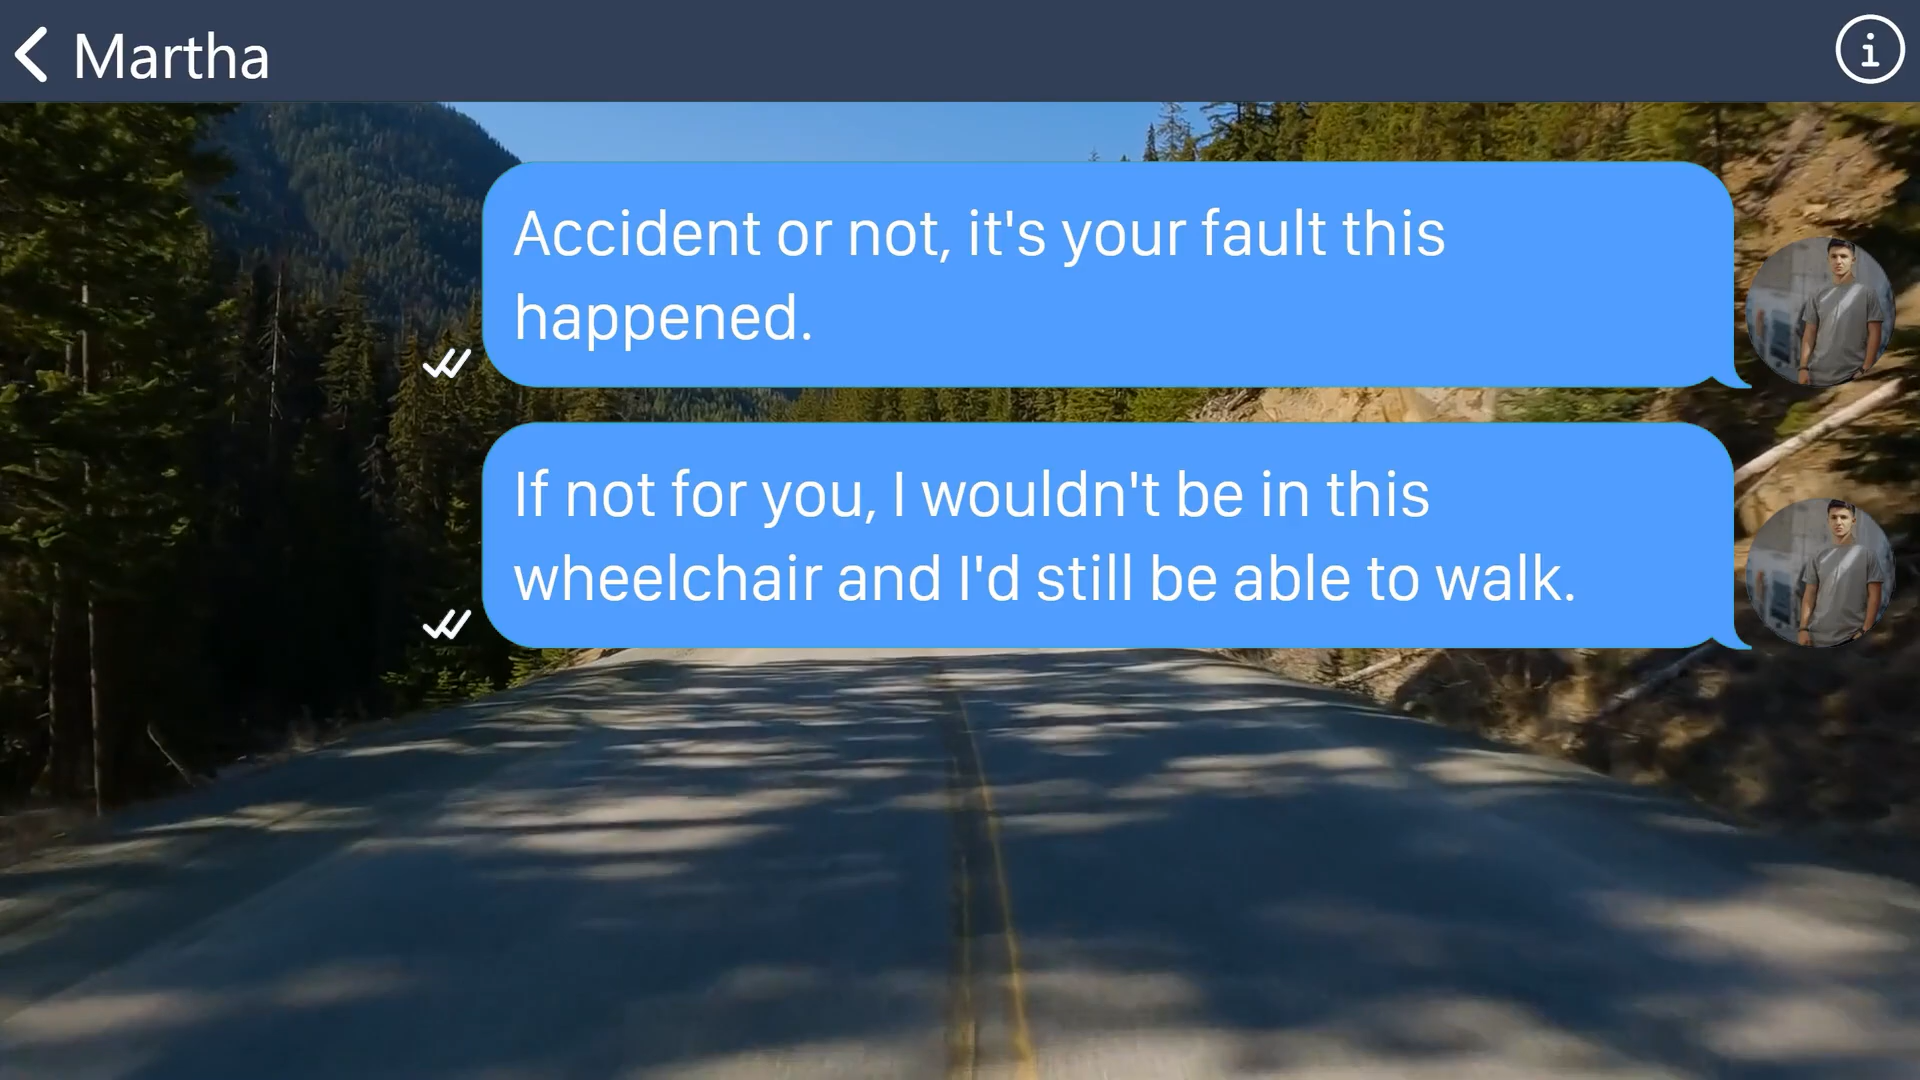 Martha
Accident or not, it's your fault this
happened.
If not for you, I wouldn't be in this
wheelchair and I'd still be able to walk.